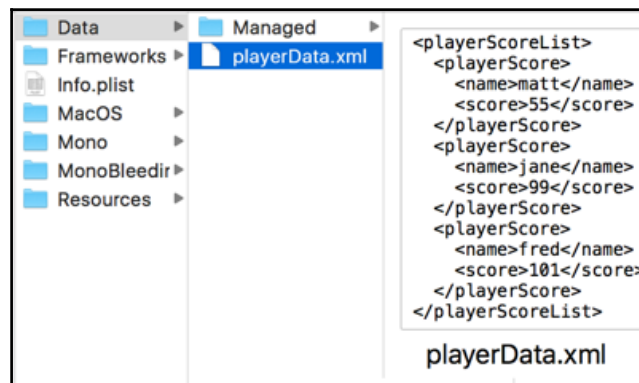 Data
Frameworks
Info.plist
MacOS
Mono
MonoBleedir
Resources
Managed
playerData.xml
<playerScoreList>
<playerScore>
<name>matt</name>
<score>55</score>
</playerScore>
<playerScore>
<name>jane</name>
<score>99</score>
</playerScore>
<playerScore>
<name>fred</name>
<score>101</score>
</playerScore>
</playerScoreList>
playerData.xml